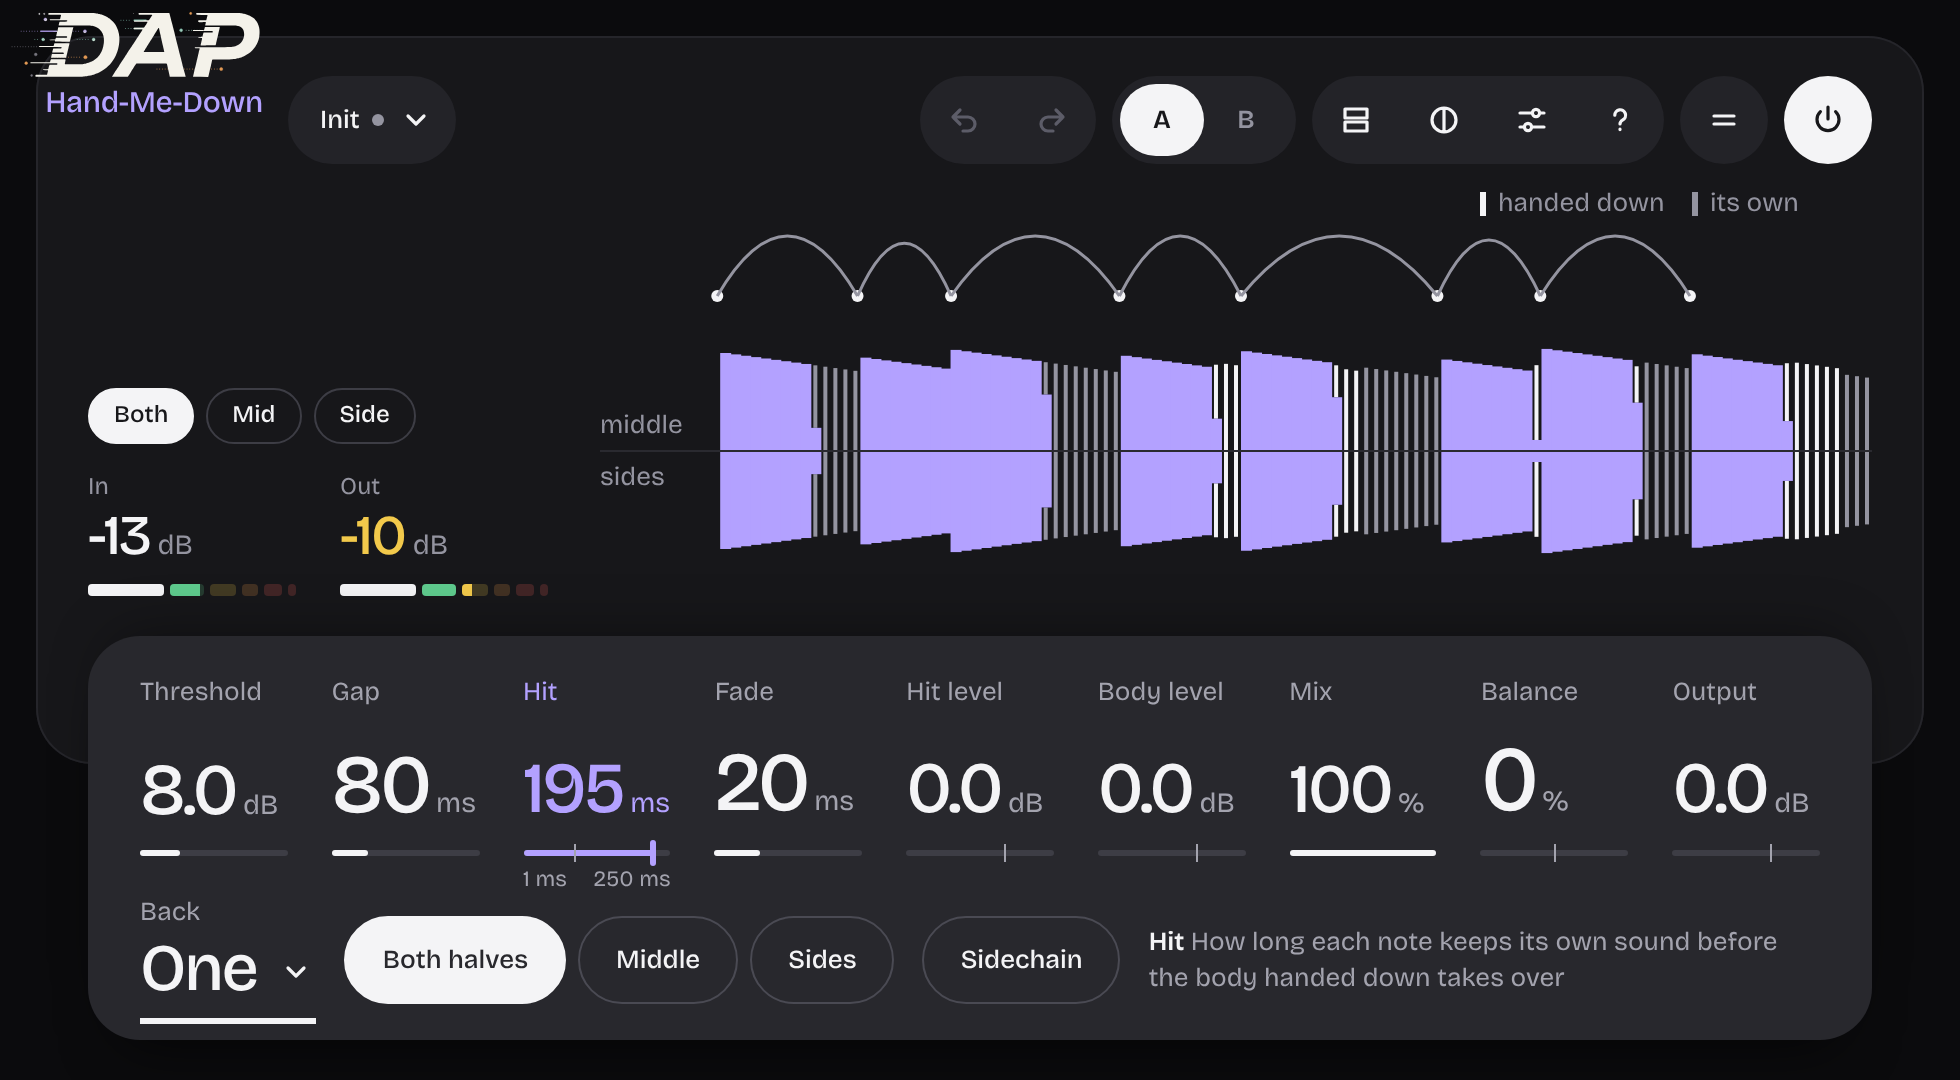 DAP
Hand-Me-Down
Init
A
B
?
handed down
its own
middle
sides
Both
Mid
Side
In
Out
-13 dB
-10 dB
Threshold
Gap
Hit
Fade
Hit level
Body level
Mix
Balance
Output
8.0 dB
80 ms
195 ms
20 ms
0.0 dB
0.0 dB
100 %
0 %
0.0 dB
1 ms
250 ms
Back
One
Both halves
Middle
Sides
Sidechain
Hit How long each note keeps its own sound before
the body handed down takes over